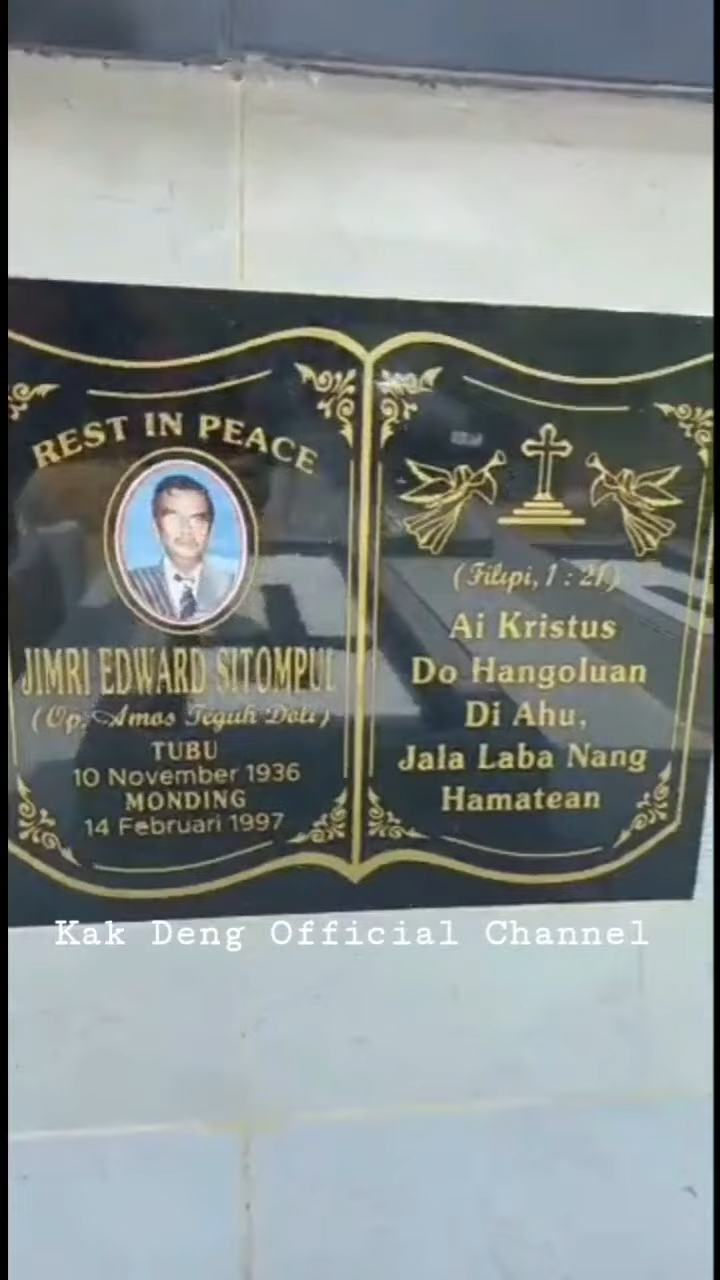 REST IN PEACE
JIMRI EDWARD SITOMPUL
(Op. Amos Teguh Doli)
TUBU
10 November 1936
MONDING
14 Februari 1997
(Filipi, 1 : 21)
Ai Kristus
Do Hangoluan
Di Ahu,
Jala Laba Nang
Hamatean
Kak Deng Official Channel